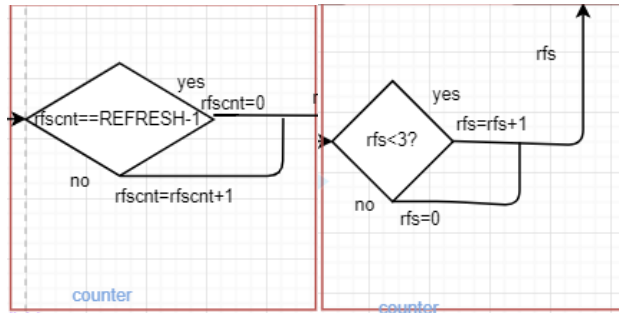 yes
rfscnt=0
rfscnt==REFRESH-1
no
rfscnt=rfscnt+1
counter
rfs
yes
rfs=rfs+1
rfs<3?
no
rfs=0
counter